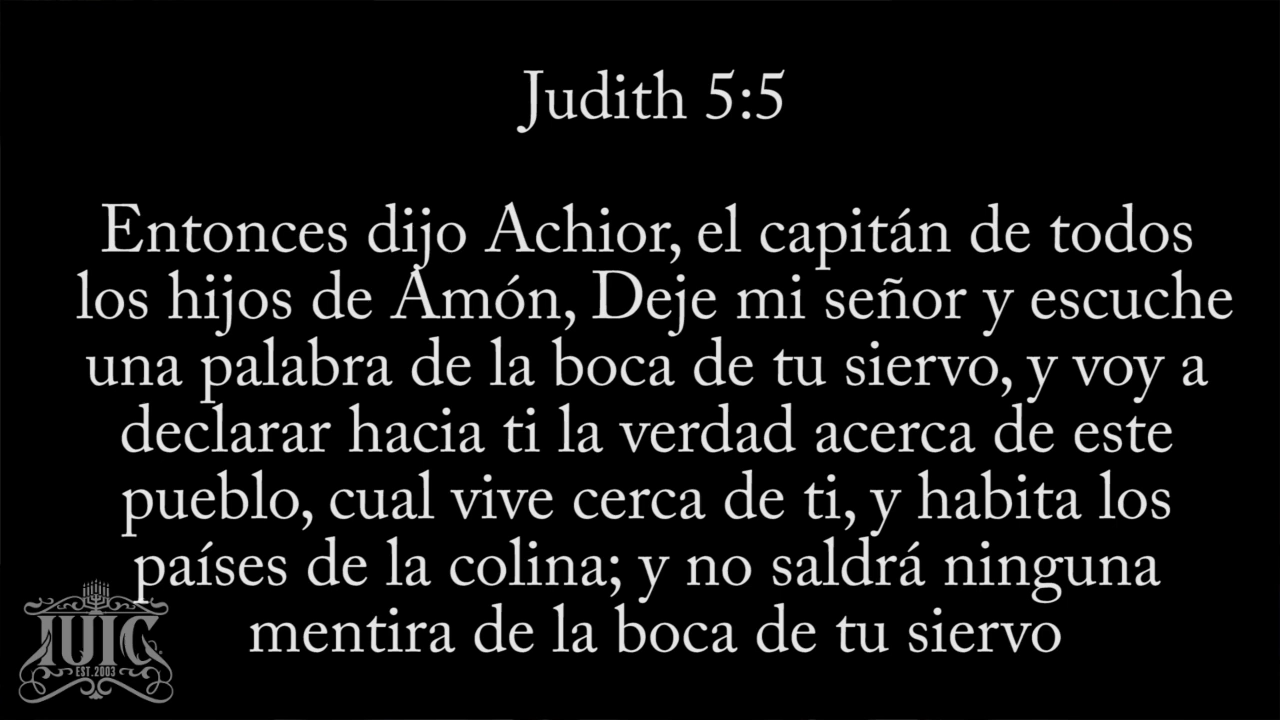 Judith 5:5
Entonces dijo Achior, el capitán de todos
los hijos de Amón, Deje mi señor y escuche
una palabra de la boca de tu siervo, y voy a
declarar hacia ti la verdad acerca de este
pueblo, cual vive cerca de ti, y habita los
países de la colina; y no saldrá ninguna
mentira de la boca de tu siervo
IUIC
EST. 2003